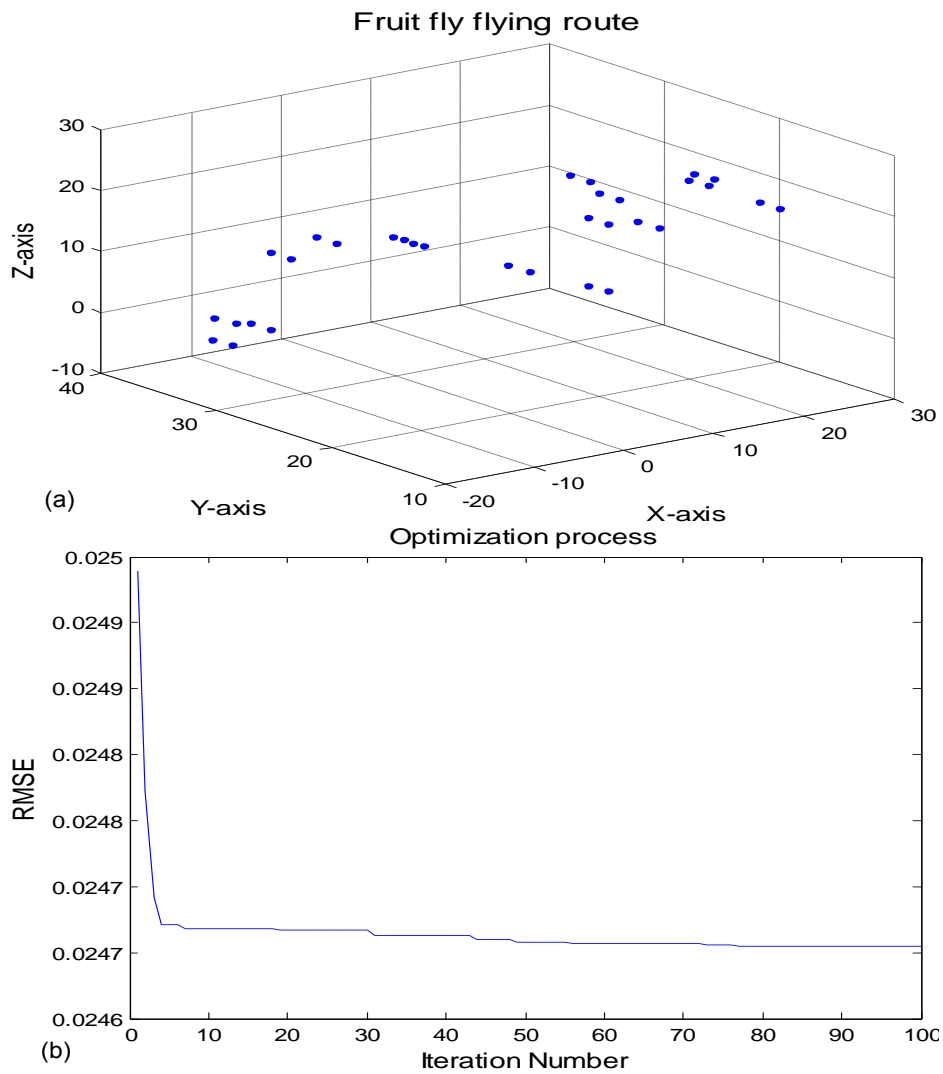 Fruit fly flying route
30
20
10
0
-10
Z-axis
40
30
20
10
Y-axis
-20
-10
0
10
20
30
X-axis
(a)
Optimization process
0.025
0.0249
0.0249
0.0248
0.0248
0.0247
0.0247
0.0246
RMSE
0 10 20 30 40 50 60 70 80 90 100
Iteration Number
(b)